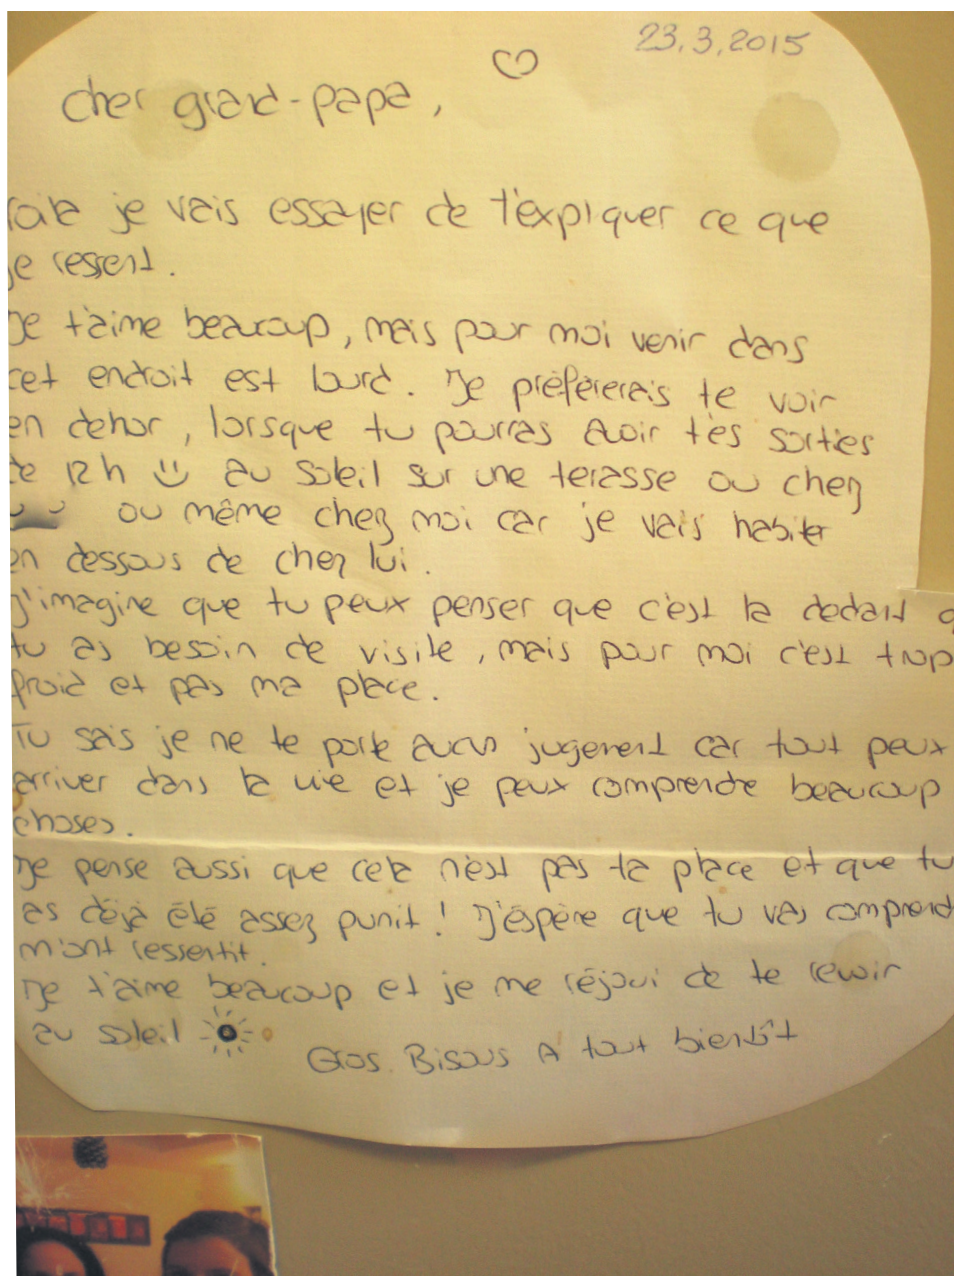 23.3.2015
cher grand-papa,
voila je vais essayer de t'expliquer ce que
je ressent.
Je t'aime beaucoup, mais pour moi venir dans
cet endroit est lourd. Je préfèrerais te voir
en dehor, lorsque tu pourras avoir tes sorties
de 12h au soleil sur une terasse ou chez
ou même chez moi car je vais habiter
en dessous de chez lui.
J'imagine que tu peux penser que c'est la dedant q
tu as besoin de visite, mais pour moi c'est trop
froid et pas ma place.
Tu sais je ne te porte aucun jugement car tout peux
arriver dans la vie et je peux comprende beaucoup
choses.
Je pense aussi que cela n'est pas ta place et que tu
as déjà été assez punit! J'éspère que tu vas comprend
m'ont ressentit.
Je t'aime beaucoup et je me réjoui de te revoir
au soleil
Gros Bisous A tout bientôt